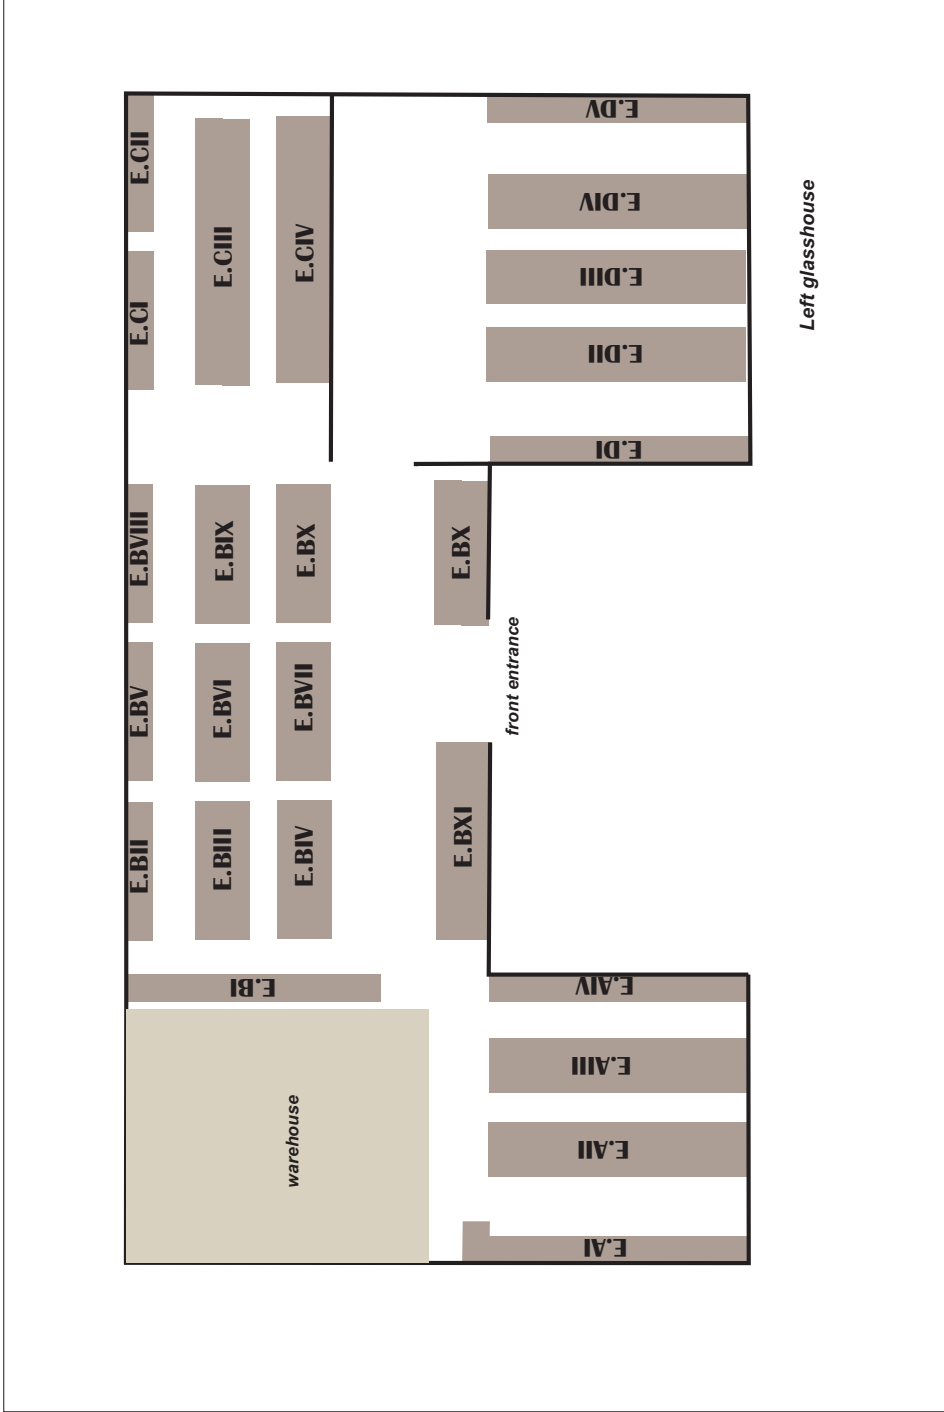 E.DV
E.CII
E.DIV
E.CIII
E.CIV
Left glasshouse
E.DIII
E.CI
E.DII
E.DI
E.BVIII
E.BIX
E.BX
E.BX
front entrance
E.BV
E.BVI
E.BVII
E.BII
E.BIII
E.BIV
E.BXI
E.BI
E.AIV
E.AIII
warehouse
E.AII
E.AI